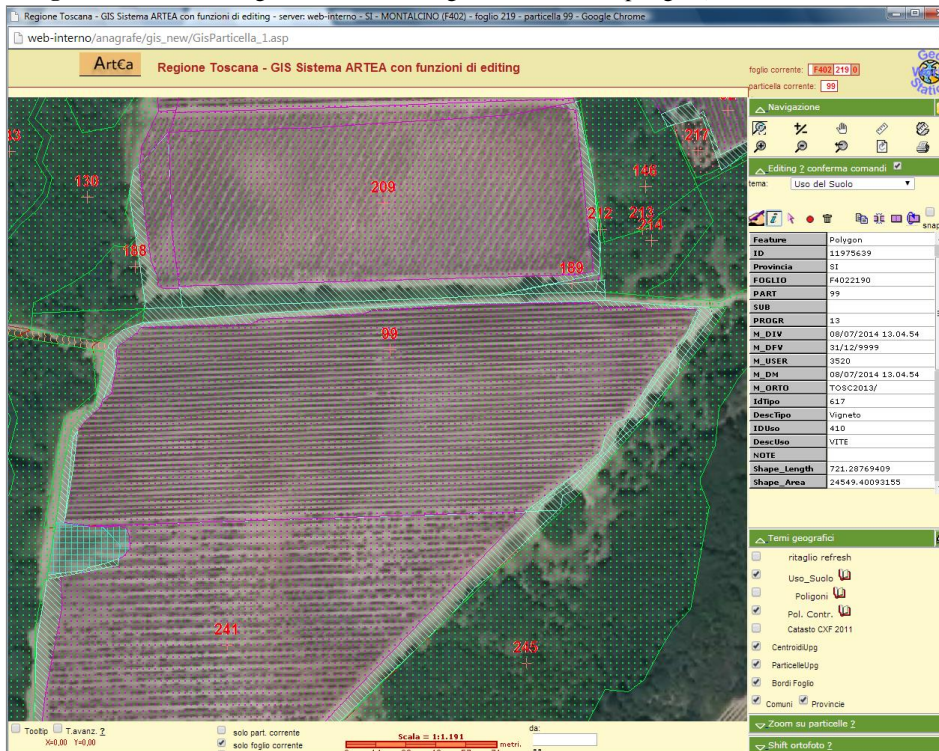 Regione Toscana - GIS Sistema ARTEA con funzioni di editing - server: web-interno - SI - MONTALCINO (F402) - foglio 219 - particella 99 - Google Chrome
web-interno/anagrafe/gis_new/GisParticella_1.asp
Art€a
Regione Toscana - GIS Sistema ARTEA con funzioni di editing
foglio corrente: F402 219 0
particella corrente: 99
Navigazione
Editing ? conferma comandi
tema: Uso del Suolo
snap
Feature Polygon
ID 11975639
Provincia SI
FOGLIO F4022190
PART 99
SUB
PROGR 13
M_DIV 08/07/2014 13.04.54
M_DFV 31/12/9999
M_USER 3520
M_DM 08/07/2014 13.04.54
M_ORTO TOSC2013/
IdTipo 617
DescTipo Vigneto
IDUso 410
DescUso VITE
NOTE
Shape_Length 721.28769409
Shape_Area 24549.40093155
Temi geografici
ritaglio refresh
Uso_Suolo
Poligoni
Pol. Contr.
Catasto CXF 2011
CentroidiUpg
ParticelleUpg
Bordi Foglio
Comuni Provincie
Zoom su particelle ?
Shift ortofoto ?
217
130
209
146
212
213
214
188
189
99
241
245
Tooltip T.avanz. ?
X=0,00 Y=0,00
solo part. corrente
solo foglio corrente
Scala = 1:1.191
metri.
da: